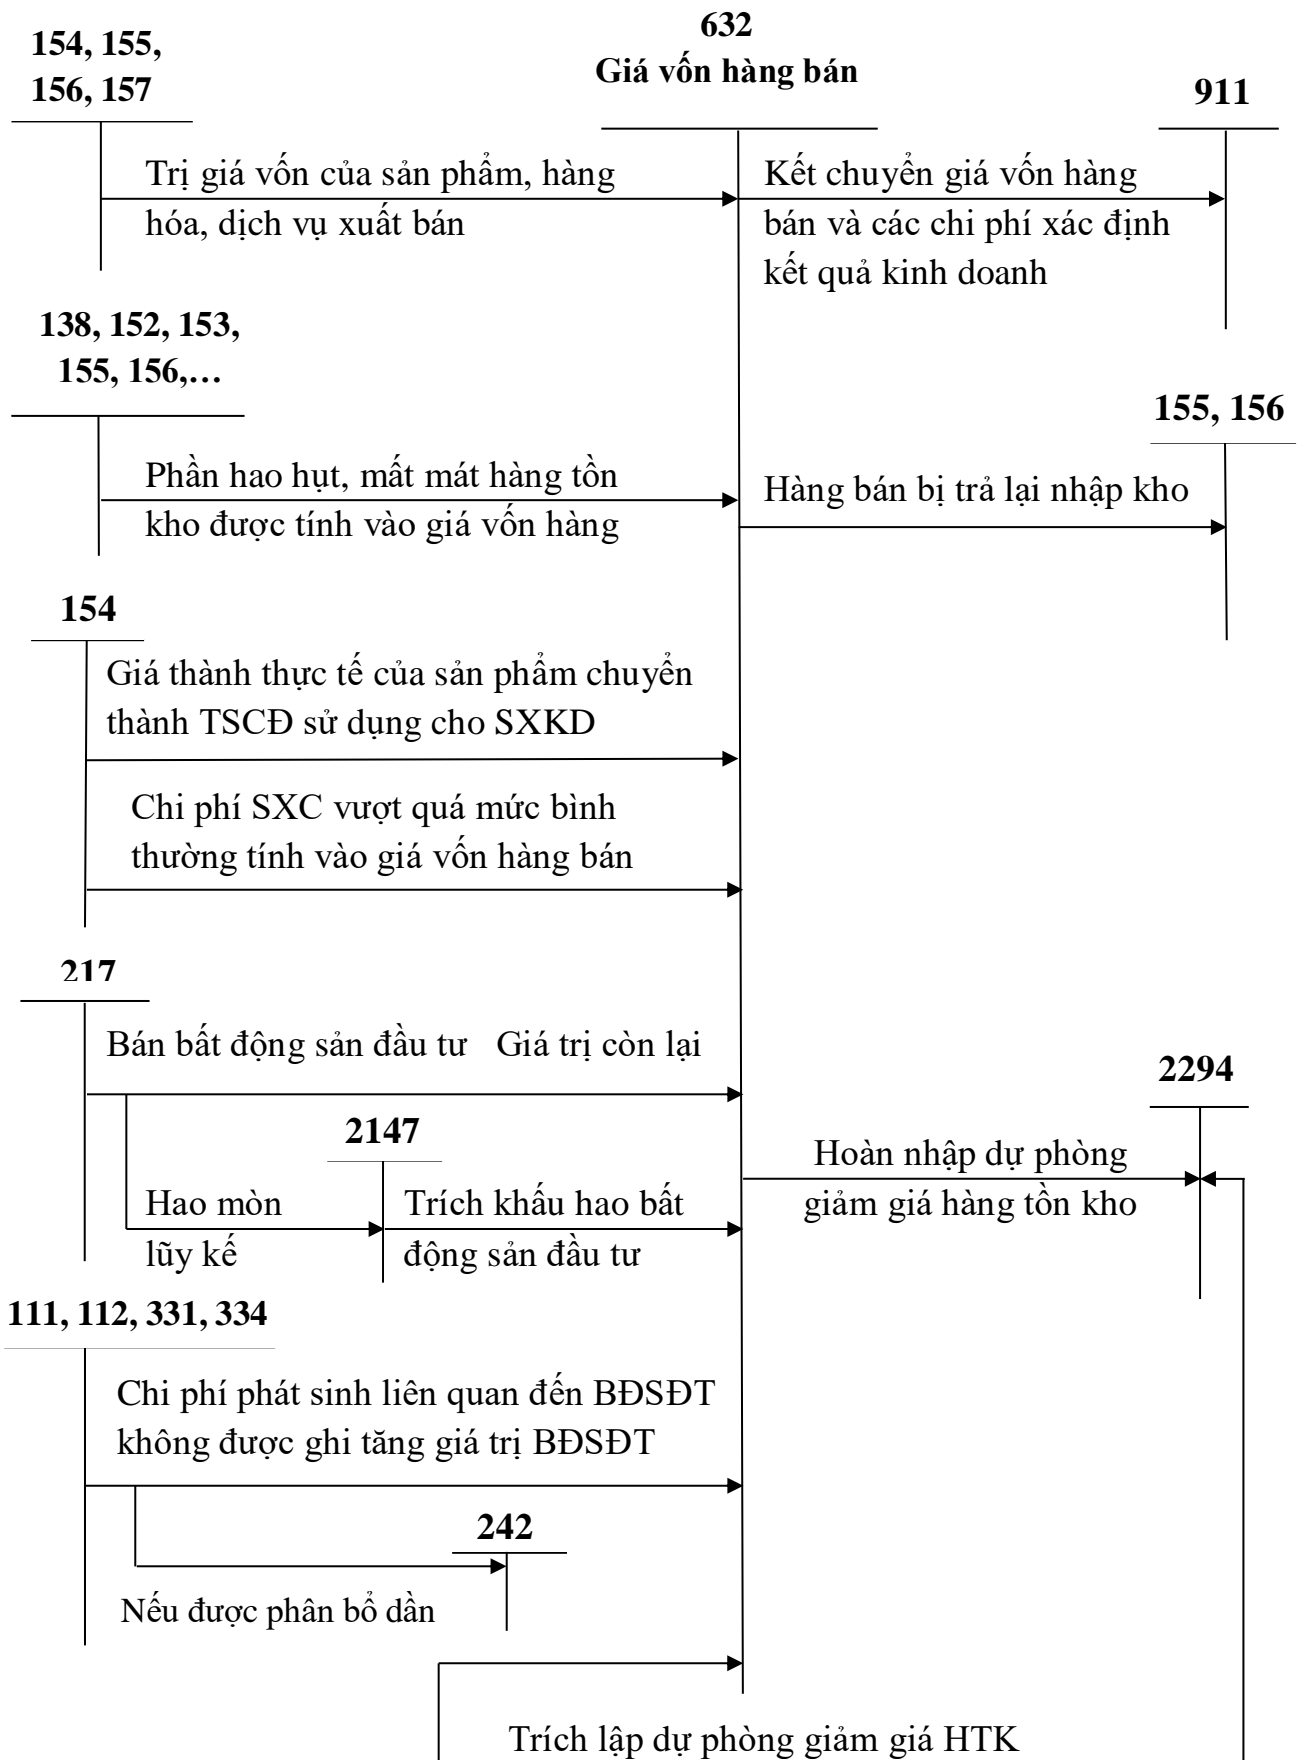 154, 155,
156, 157
632
Giá vốn hàng bán
911
Trị giá vốn của sản phẩm, hàng
hóa, dịch vụ xuất bán
Kết chuyển giá vốn hàng
bán và các chi phí xác định
kết quả kinh doanh
138, 152, 153,
155, 156,…
155, 156
Phần hao hụt, mất mát hàng tồn
kho được tính vào giá vốn hàng
Hàng bán bị trả lại nhập kho
154
Giá thành thực tế của sản phẩm chuyển
thành TSCĐ sử dụng cho SXKD
Chi phí SXC vượt quá mức bình
thường tính vào giá vốn hàng bán
217
Bán bất động sản đầu tư Giá trị còn lại
2294
2147
Hoàn nhập dự phòng
giảm giá hàng tồn kho
Hao mòn
lũy kế
Trích khấu hao bất
động sản đầu tư
111, 112, 331, 334
Chi phí phát sinh liên quan đến BĐSĐT
không được ghi tăng giá trị BĐSĐT
242
Nếu được phân bổ dần
Trích lập dự phòng giảm giá HTK